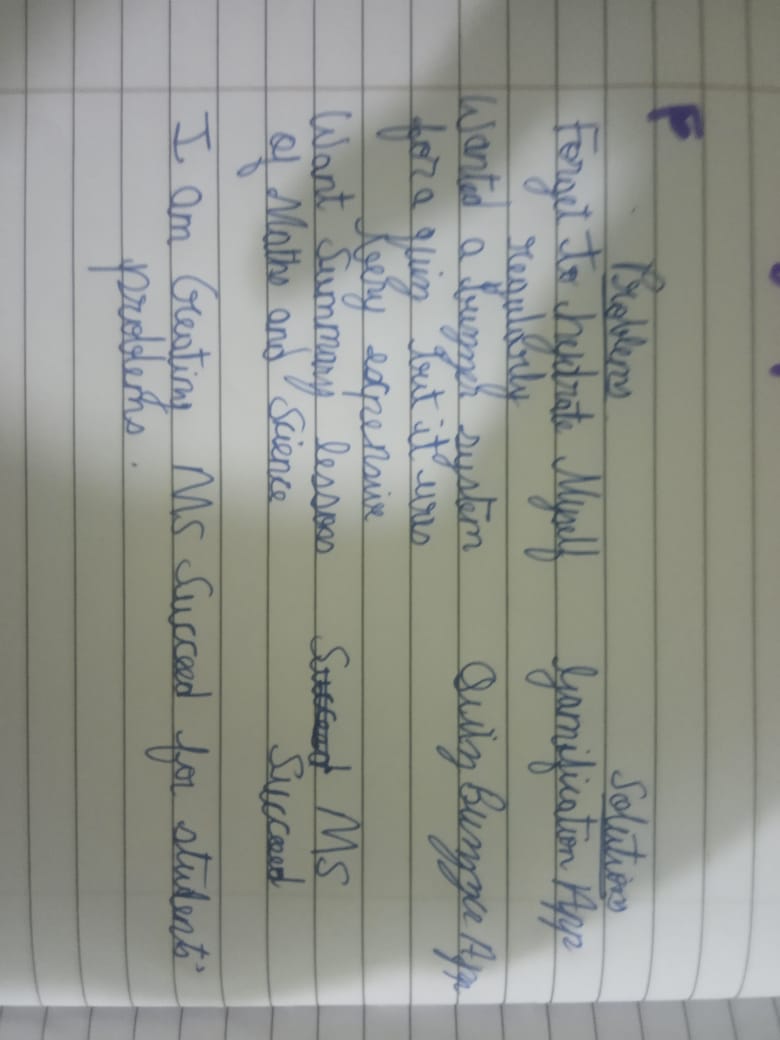 F
Problems Solutions
Forget to hydrate Myself Gamification App
regularly
Wanted a buzzer system Quiz Buzzer App
for a quiz but it was
very expensive
Want Summary lessons MS
of Maths and Science Succeed
I am Creating MS Succeed for students'
problems.